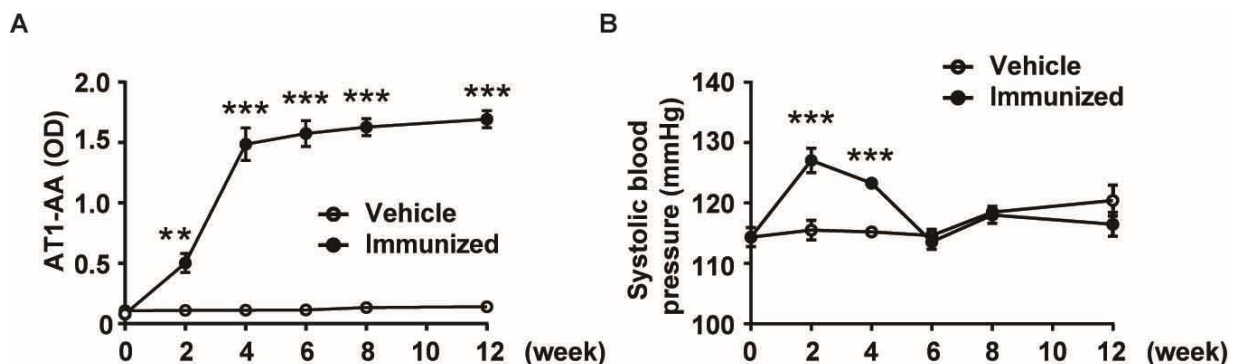 A
AT1-AA (OD)
2.0
1.5
1.0
0.5
0
**
***
***
***
***
Vehicle
Immunized
0 2 4 6 8 10 12 (week)
B
Systolic blood
pressure (mmHg)
140
130
120
110
100
***
***
Vehicle
Immunized
0 2 4 6 8 10 12 (week)